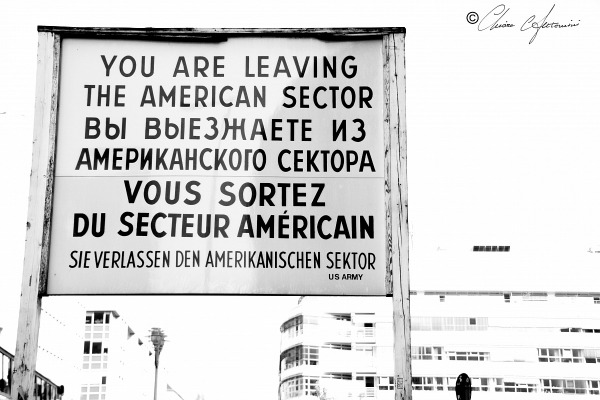 YOU ARE LEAVING
THE AMERICAN SECTOR
ВЫ ВЫЕЗЖАЕТЕ ИЗ
АМЕРИКАНСКОГО СЕКТОРА
VOUS SORTEZ
DU SECTEUR AMÉRICAIN
SIE VERLASSEN DEN AMERIKANISCHEN SEKTOR
US ARMY